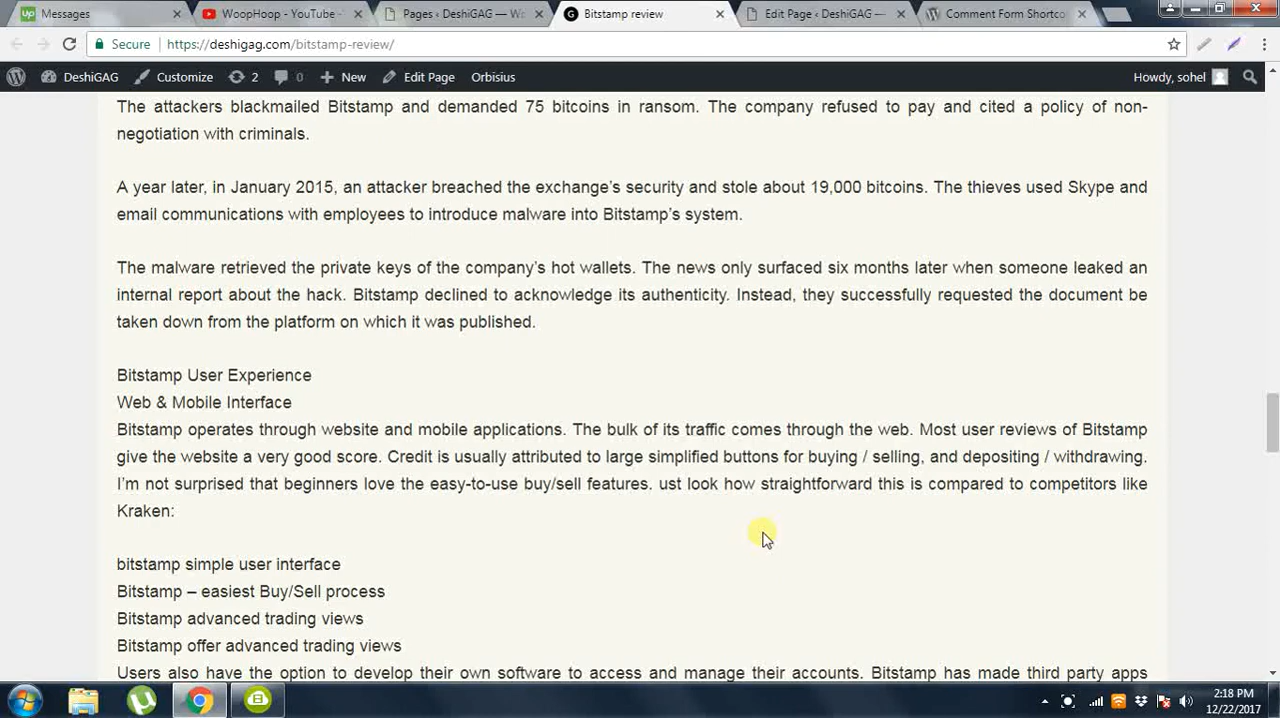 Messages
WoopHoop - YouTube -
Pages ‹ DeshiGAG — Wo
Bitstamp review
Edit Page ‹ DeshiGAG —
Comment Form Shortco
Secure https://deshigag.com/bitstamp-review/
DeshiGAG Customize 2 0 New Edit Page Orbisius Howdy, sohel
The attackers blackmailed Bitstamp and demanded 75 bitcoins in ransom. The company refused to pay and cited a policy of non-
negotiation with criminals.
A year later, in January 2015, an attacker breached the exchange's security and stole about 19,000 bitcoins. The thieves used Skype and
email communications with employees to introduce malware into Bitstamp's system.
The malware retrieved the private keys of the company's hot wallets. The news only surfaced six months later when someone leaked an
internal report about the hack. Bitstamp declined to acknowledge its authenticity. Instead, they successfully requested the document be
taken down from the platform on which it was published.
Bitstamp User Experience
Web & Mobile Interface
Bitstamp operates through website and mobile applications. The bulk of its traffic comes through the web. Most user reviews of Bitstamp
give the website a very good score. Credit is usually attributed to large simplified buttons for buying / selling, and depositing / withdrawing.
I'm not surprised that beginners love the easy-to-use buy/sell features. ust look how straightforward this is compared to competitors like
Kraken:
bitstamp simple user interface
Bitstamp – easiest Buy/Sell process
Bitstamp advanced trading views
Bitstamp offer advanced trading views
Users also have the option to develop their own software to access and manage their accounts. Bitstamp has made third party apps
2:18 PM
12/22/2017